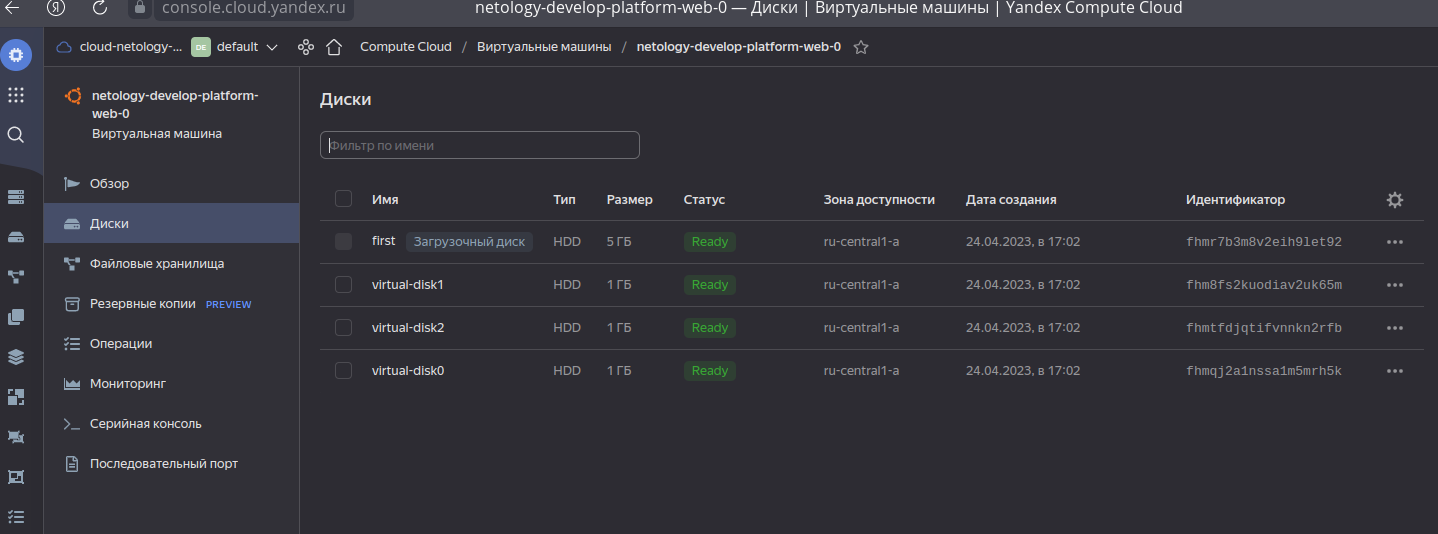 console.cloud.yandex.ru
netology-develop-platform-web-0 — Диски | Виртуальные машины | Yandex Compute Cloud
cloud-netology-... DE default Compute Cloud / Виртуальные машины / netology-develop-platform-web-0
netology-develop-platform-
web-0
Виртуальная машина
Обзор
Диски
Файловые хранилища
Резервные копии PREVIEW
Операции
Мониторинг
Серийная консоль
Последовательный порт
Диски
Фильтр по имени
Имя Тип Размер Статус Зона доступности Дата создания Идентификатор
first Загрузочный диск HDD 5 ГБ Ready ru-central1-a 24.04.2023, в 17:02 fhmr7b3m8v2eih9let92
virtual-disk1 HDD 1 ГБ Ready ru-central1-a 24.04.2023, в 17:02 fhm8fs2kuodiav2uk65m
virtual-disk2 HDD 1 ГБ Ready ru-central1-a 24.04.2023, в 17:02 fhmtfdjqtifvnnkn2rfb
virtual-disk0 HDD 1 ГБ Ready ru-central1-a 24.04.2023, в 17:02 fhmqj2a1nssa1m5mrh5k